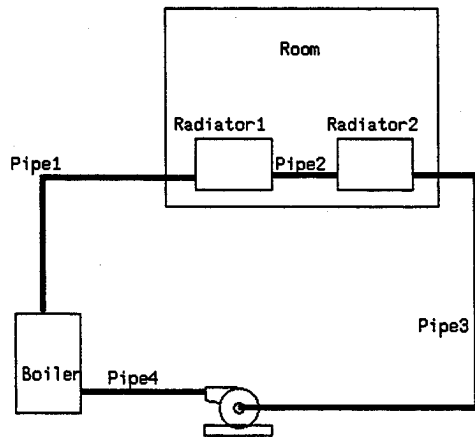 Room
Radiator1
Radiator2
Pipe1
Pipe2
Pipe3
Boiler
Pipe4